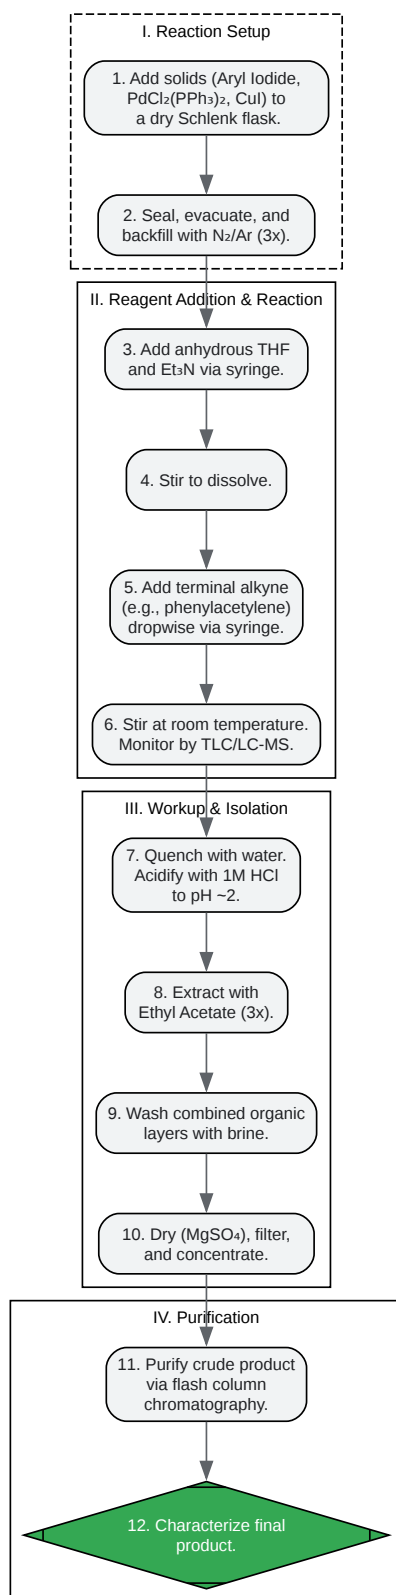 I. Reaction Setup
1. Add solids (Aryl Iodide,
PdCl₂(PPh₃)₂, CuI) to
a dry Schlenk flask.
2. Seal, evacuate, and
backfill with N₂/Ar (3x).
II. Reagent Addition & Reaction
3. Add anhydrous THF
and Et₃N via syringe.
4. Stir to dissolve.
5. Add terminal alkyne
(e.g., phenylacetylene)
dropwise via syringe.
6. Stir at room temperature.
Monitor by TLC/LC-MS.
III. Workup & Isolation
7. Quench with water.
Acidify with 1M HCl
to pH ~2.
8. Extract with
Ethyl Acetate (3x).
9. Wash combined organic
layers with brine.
10. Dry (MgSO₄), filter,
and concentrate.
IV. Purification
11. Purify crude product
via flash column
chromatography.
12. Characterize final
product.